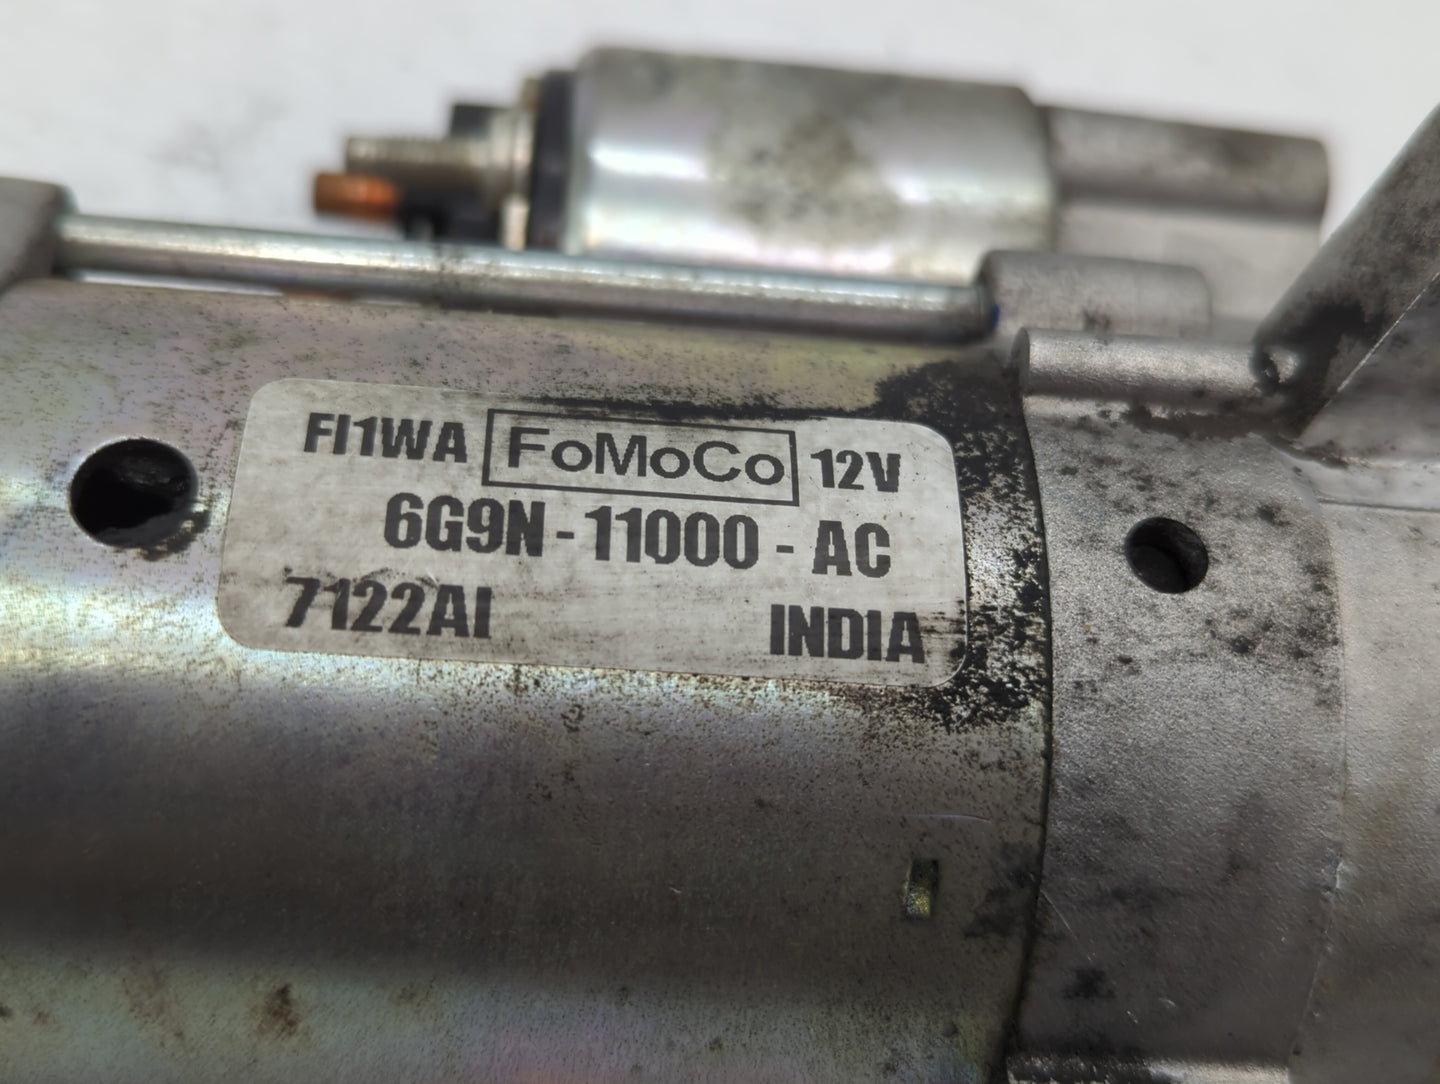 FI1WA FoMoCo 12V
6G9N-11000-AC
7122AI INDIA